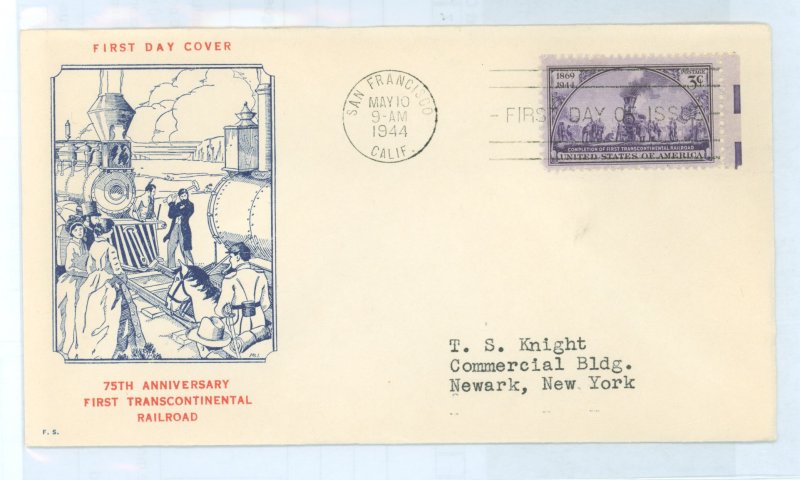 FIRST DAY COVER
SAN FRANCISCO
MAY 10
9-AM
1944
CALIF.
FIRST DAY OF ISSUE
1869
1944
POSTAGE
3¢
COMPLETION OF FIRST TRANSCONTINENTAL RAILROAD
UNITED STATES OF AMERICA
T. S. Knight
Commercial Bldg.
Newark, New York
75TH ANNIVERSARY
FIRST TRANSCONTINENTAL
RAILROAD
F. S.